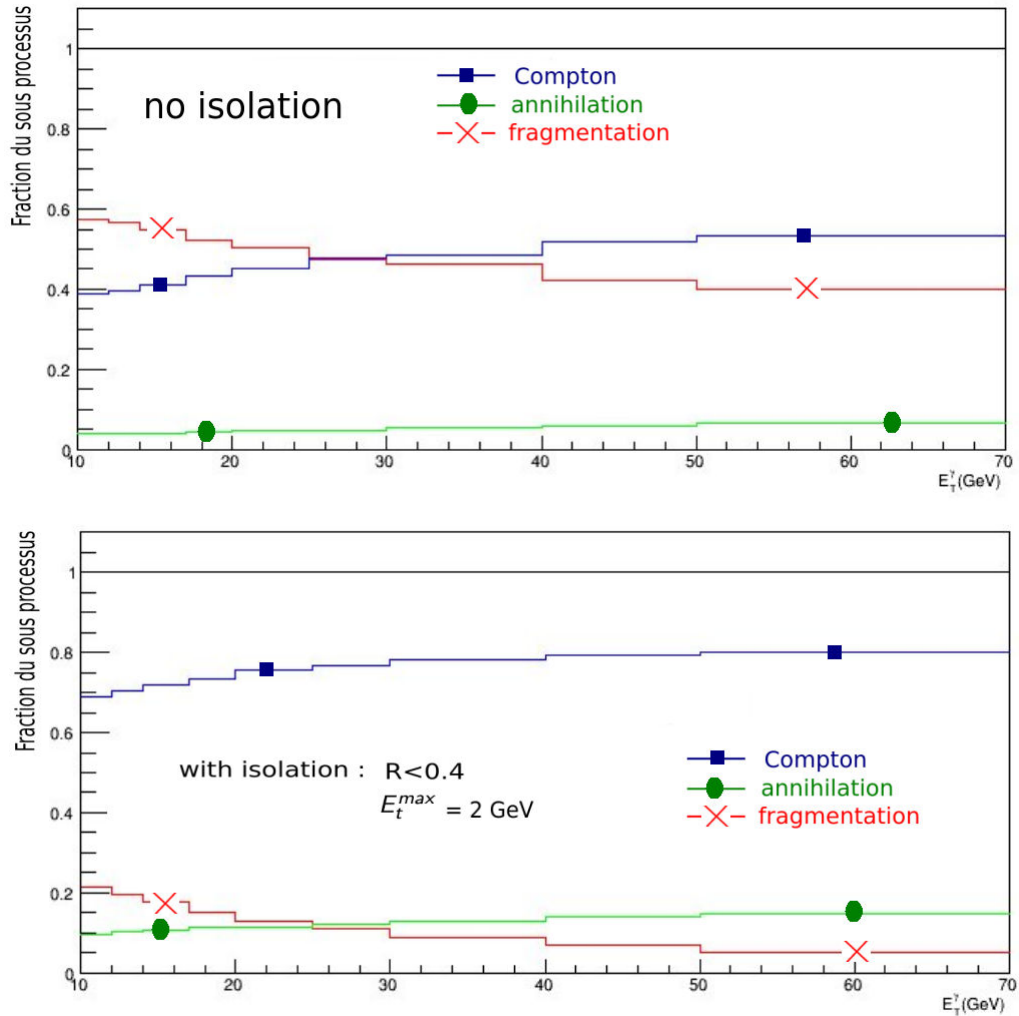 Fraction du sous processus
1
0.8
0.6
0.4
0.2
0
no isolation
Compton
annihilation
fragmentation
10 20 30 40 50 60 70
E_T^γ(GeV)
Fraction du sous processus
1
0.8
0.6
0.4
0.2
0
with isolation : R<0.4
E_t^max = 2 GeV
Compton
annihilation
fragmentation
10 20 30 40 50 60 70
E_T^γ(GeV)